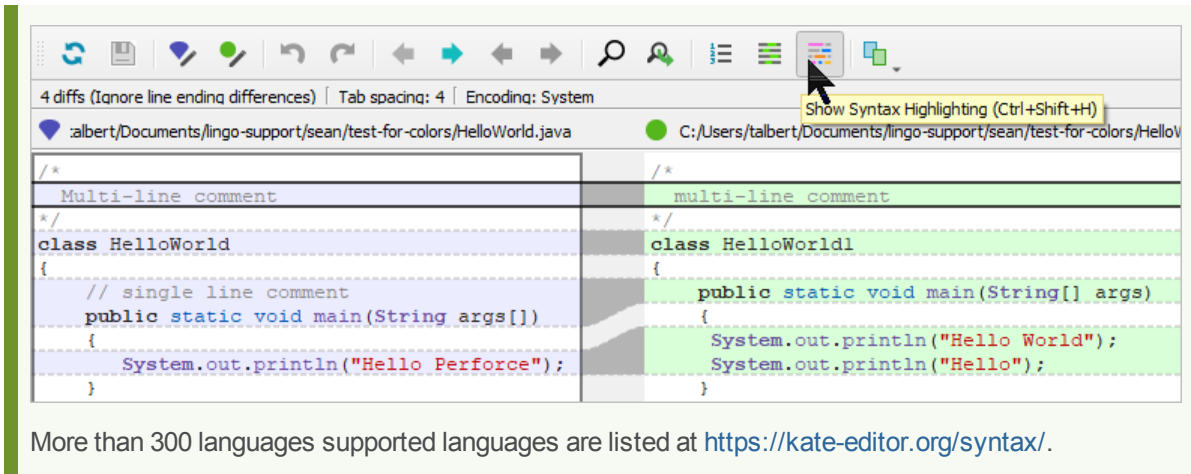 4 diffs (Ignore line ending differences) | Tab spacing: 4 | Encoding: System
Show Syntax Highlighting (Ctrl+Shift+H)
:albert/Documents/lingo-support/sean/test-for-colors/HelloWorld.java
C:/Users/talbert/Documents/lingo-support/sean/test-for-colors/HelloW
/*
Multi-line comment
*/
class HelloWorld
{
// single line comment
public static void main(String args[])
{
System.out.println("Hello Perforce");
}
/*
multi-line comment
*/
class HelloWorld1
{
public static void main(String[] args)
{
System.out.println("Hello World");
System.out.println("Hello");
}
More than 300 languages supported languages are listed at https://kate-editor.org/syntax/.